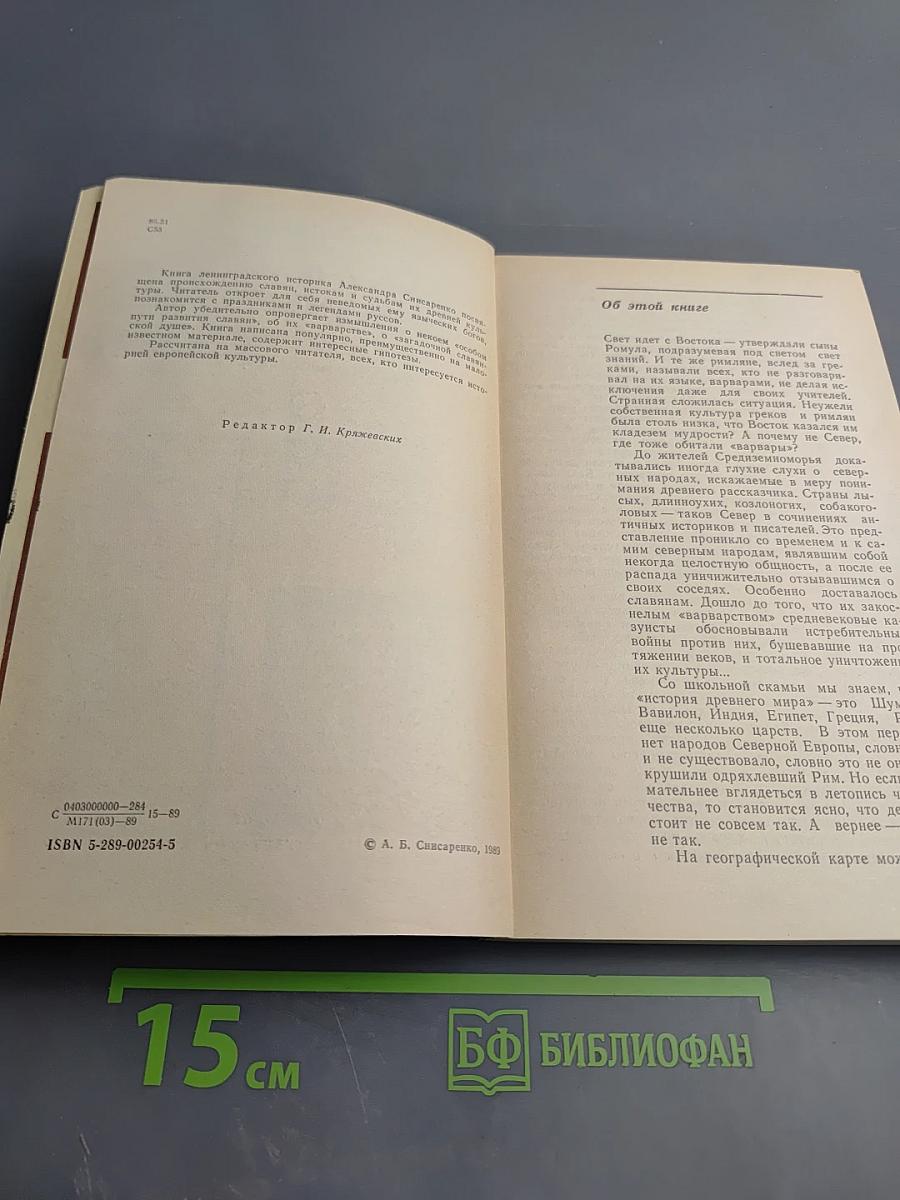 С53
Книга ленинградского историка Александра Снисаренко посвя-
щена происхождению славян, истокам и судьбам их древней куль-
туры. Читатель откроет для себя неведомых ему языческих богов,
познакомится с праздниками и легендами руссов.
Автор убедительно опровергает измышления о некоем «особом
пути развития славян», об их «варварстве», о «загадочной славян-
ской душе». Книга написана популярно, преимущественно на мало-
известном материале, содержит интересные гипотезы.
Рассчитана на массового читателя, всех, кто интересуется исто-
рией европейской культуры.
Редактор Г. И. Кряжевских
С 0403000000—284 15—89
М171(03)—89
ISBN 5-289-00254-5
© А. Б. Снисаренко, 1989
Об этой книге
Свет идет с Востока — утверждали сыны
Ромула, подразумевая под светом свет
знаний. И те же римляне, вслед за гре-
ками, называли всех, кто не разговари-
вал на их языке, варварами, не делая ис-
ключения даже для своих учителей.
Странная сложилась ситуация. Неужели
собственная культура греков и римлян
была столь низка, что Восток казался им
кладезем мудрости? А почему не Север,
где тоже обитали «варвары»?
До жителей Средиземноморья дока-
тывались иногда глухие слухи о север-
ных народах, искажаемые в меру пони-
мания древнего рассказчика. Страны лы-
сых, длинноухих, козлоногих, собакого-
ловых — таков Север в сочинениях ан-
тичных историков и писателей. Это пред-
ставление проникло со временем и к са-
мим северным народам, являвшим собой
некогда целостную общность, а после ее
распада уничижительно отзывавшимся о
своих соседях. Особенно доставалось
славянам. Дошло до того, что их закос-
нелым «варварством» средневековые ка-
зуисты обосновывали истребительны
войны против них, бушевавшие на про
тяжении веков, и тотальное уничтожени
их культуры...
Со школьной скамьи мы знаем,
«история древнего мира» — это Шум
Вавилон, Индия, Египет, Греция,
еще несколько царств. В этом пер
нет народов Северной Европы, словн
и не существовало, словно это не он
крушили одряхлевший Рим. Но если
мательнее вглядеться в летопись ч
чества, то становится ясно, что де
стоит не совсем так. А вернее —
не так.
На географической карте мож
15 см
БФ БИБЛИОФАН